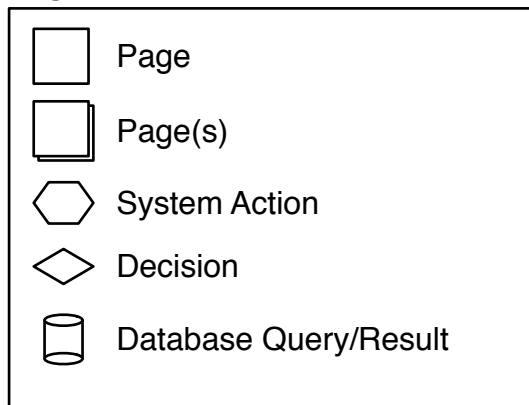 Page
Page(s)
System Action
Decision
Database Query/Result